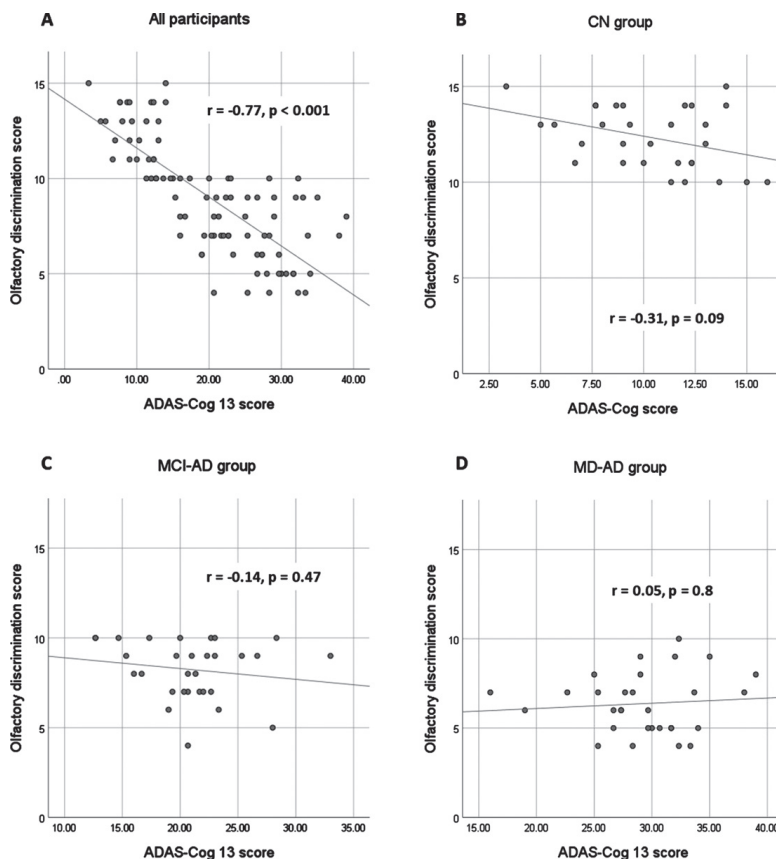 A
All participants
Olfactory discrimination score
15
10
5
0
r = -0.77, p < 0.001
.00 10.00 20.00 30.00 40.00
ADAS-Cog 13 score
B
CN group
Olfactory discrimination score
15
10
5
0
r = -0.31, p = 0.09
2.50 5.00 7.50 10.00 12.50 15.00
ADAS-Cog score
C
MCI-AD group
Olfactory discrimination score
15
10
5
0
r = -0.14, p = 0.47
10.00 15.00 20.00 25.00 30.00 35.00
ADAS-Cog 13 score
D
MD-AD group
Olfactory discrimination score
15
10
5
0
r = 0.05, p = 0.8
15.00 20.00 25.00 30.00 35.00 40.00
ADAS-Cog 13 score